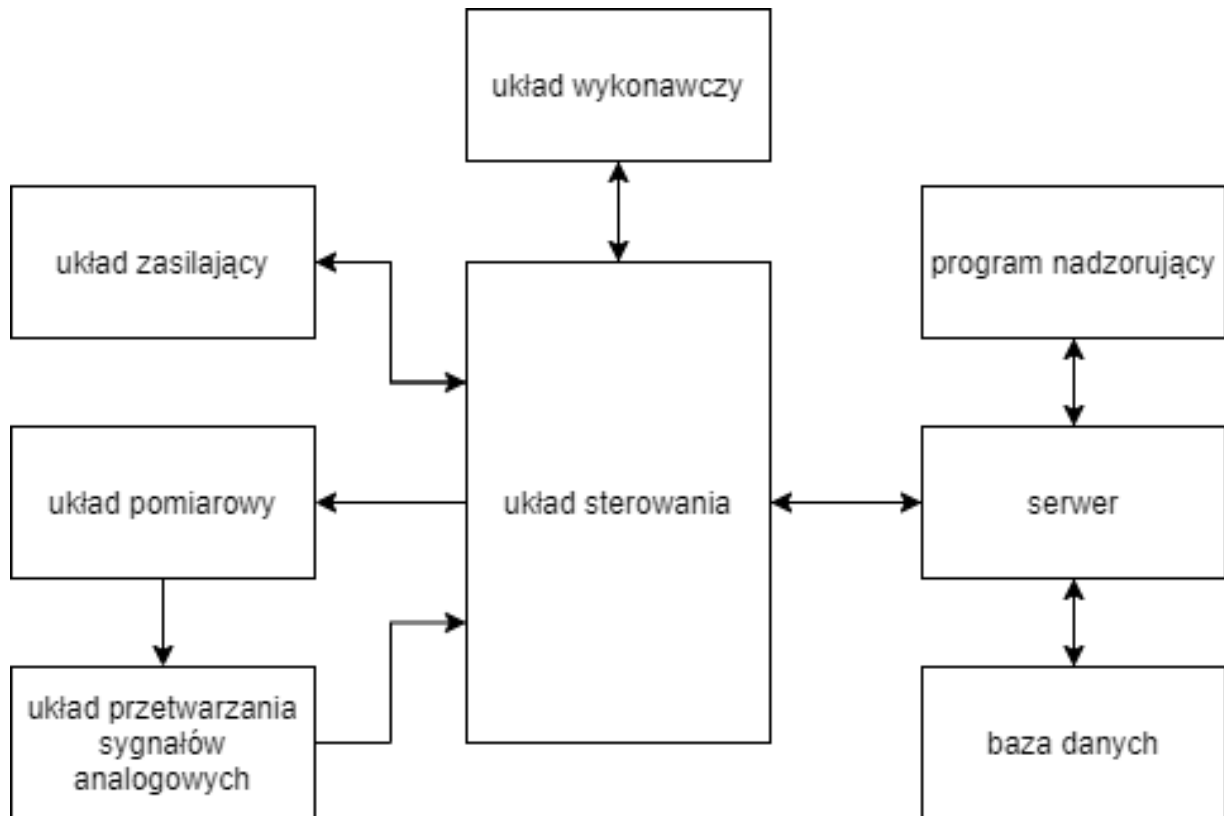 układ wykonawczy
układ zasilający
program nadzorujący
układ pomiarowy
układ sterowania
serwer
układ przetwarzania
sygnałów
analogowych
baza danych